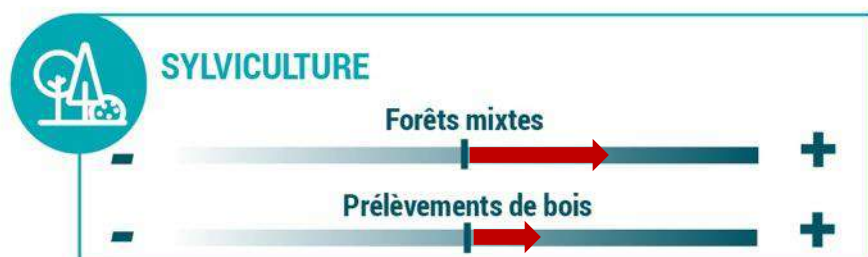 SYLVICULTURE
Forêts mixtes
- +
Prélèvements de bois
- +